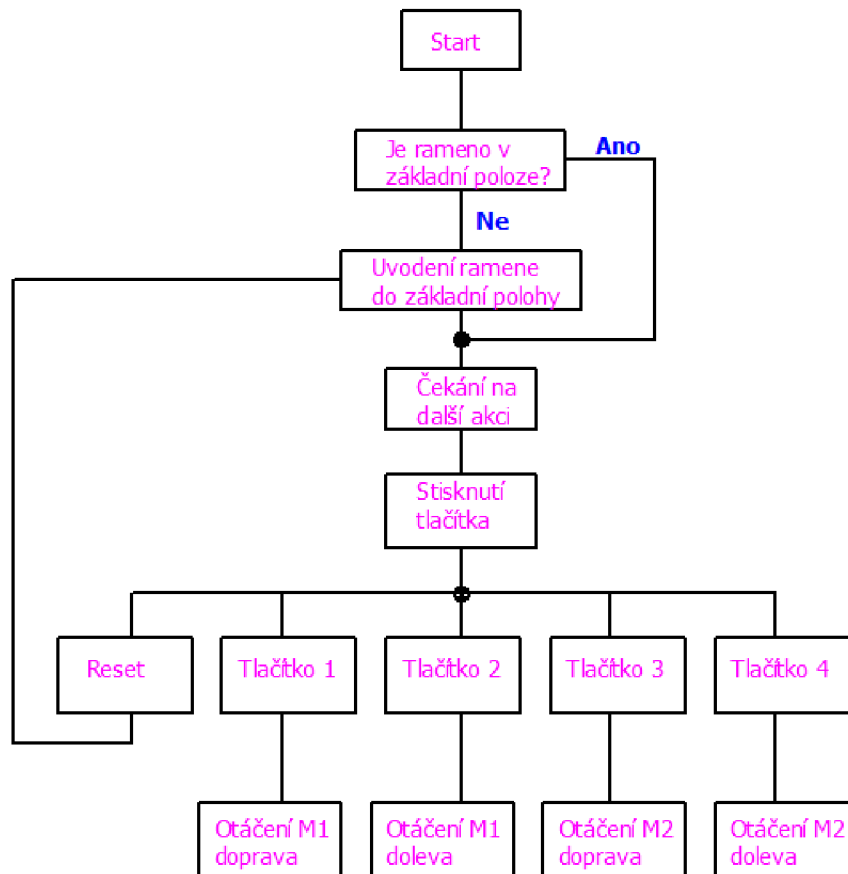 Start
Je rameno v
základní poloze?
Ano
Ne
Uvodení ramene
do základní polohy
Čekání na
další akci
Stisknutí
tlačítka
Reset
Tlačítko 1
Tlačítko 2
Tlačítko 3
Tlačítko 4
Otáčení M1
doprava
Otáčení M1
doleva
Otáčení M2
doprava
Otáčení M2
doleva